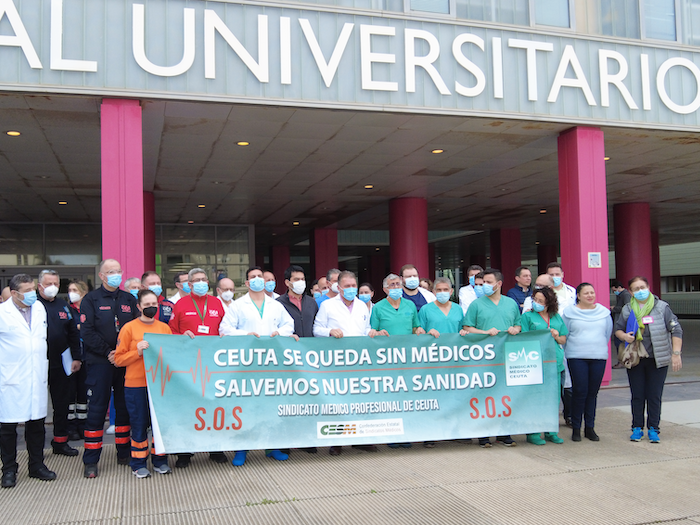 AL UNIVERSITARIO
CEUTA SE QUEDA SIN MÉDICOS
SALVEMOS NUESTRA SANIDAD
S.O.S
SINDICATO MÉDICO PROFESIONAL DE CEUTA
S.O.S
SMC
SINDICATO
MÉDICO
CEUTA
CESM